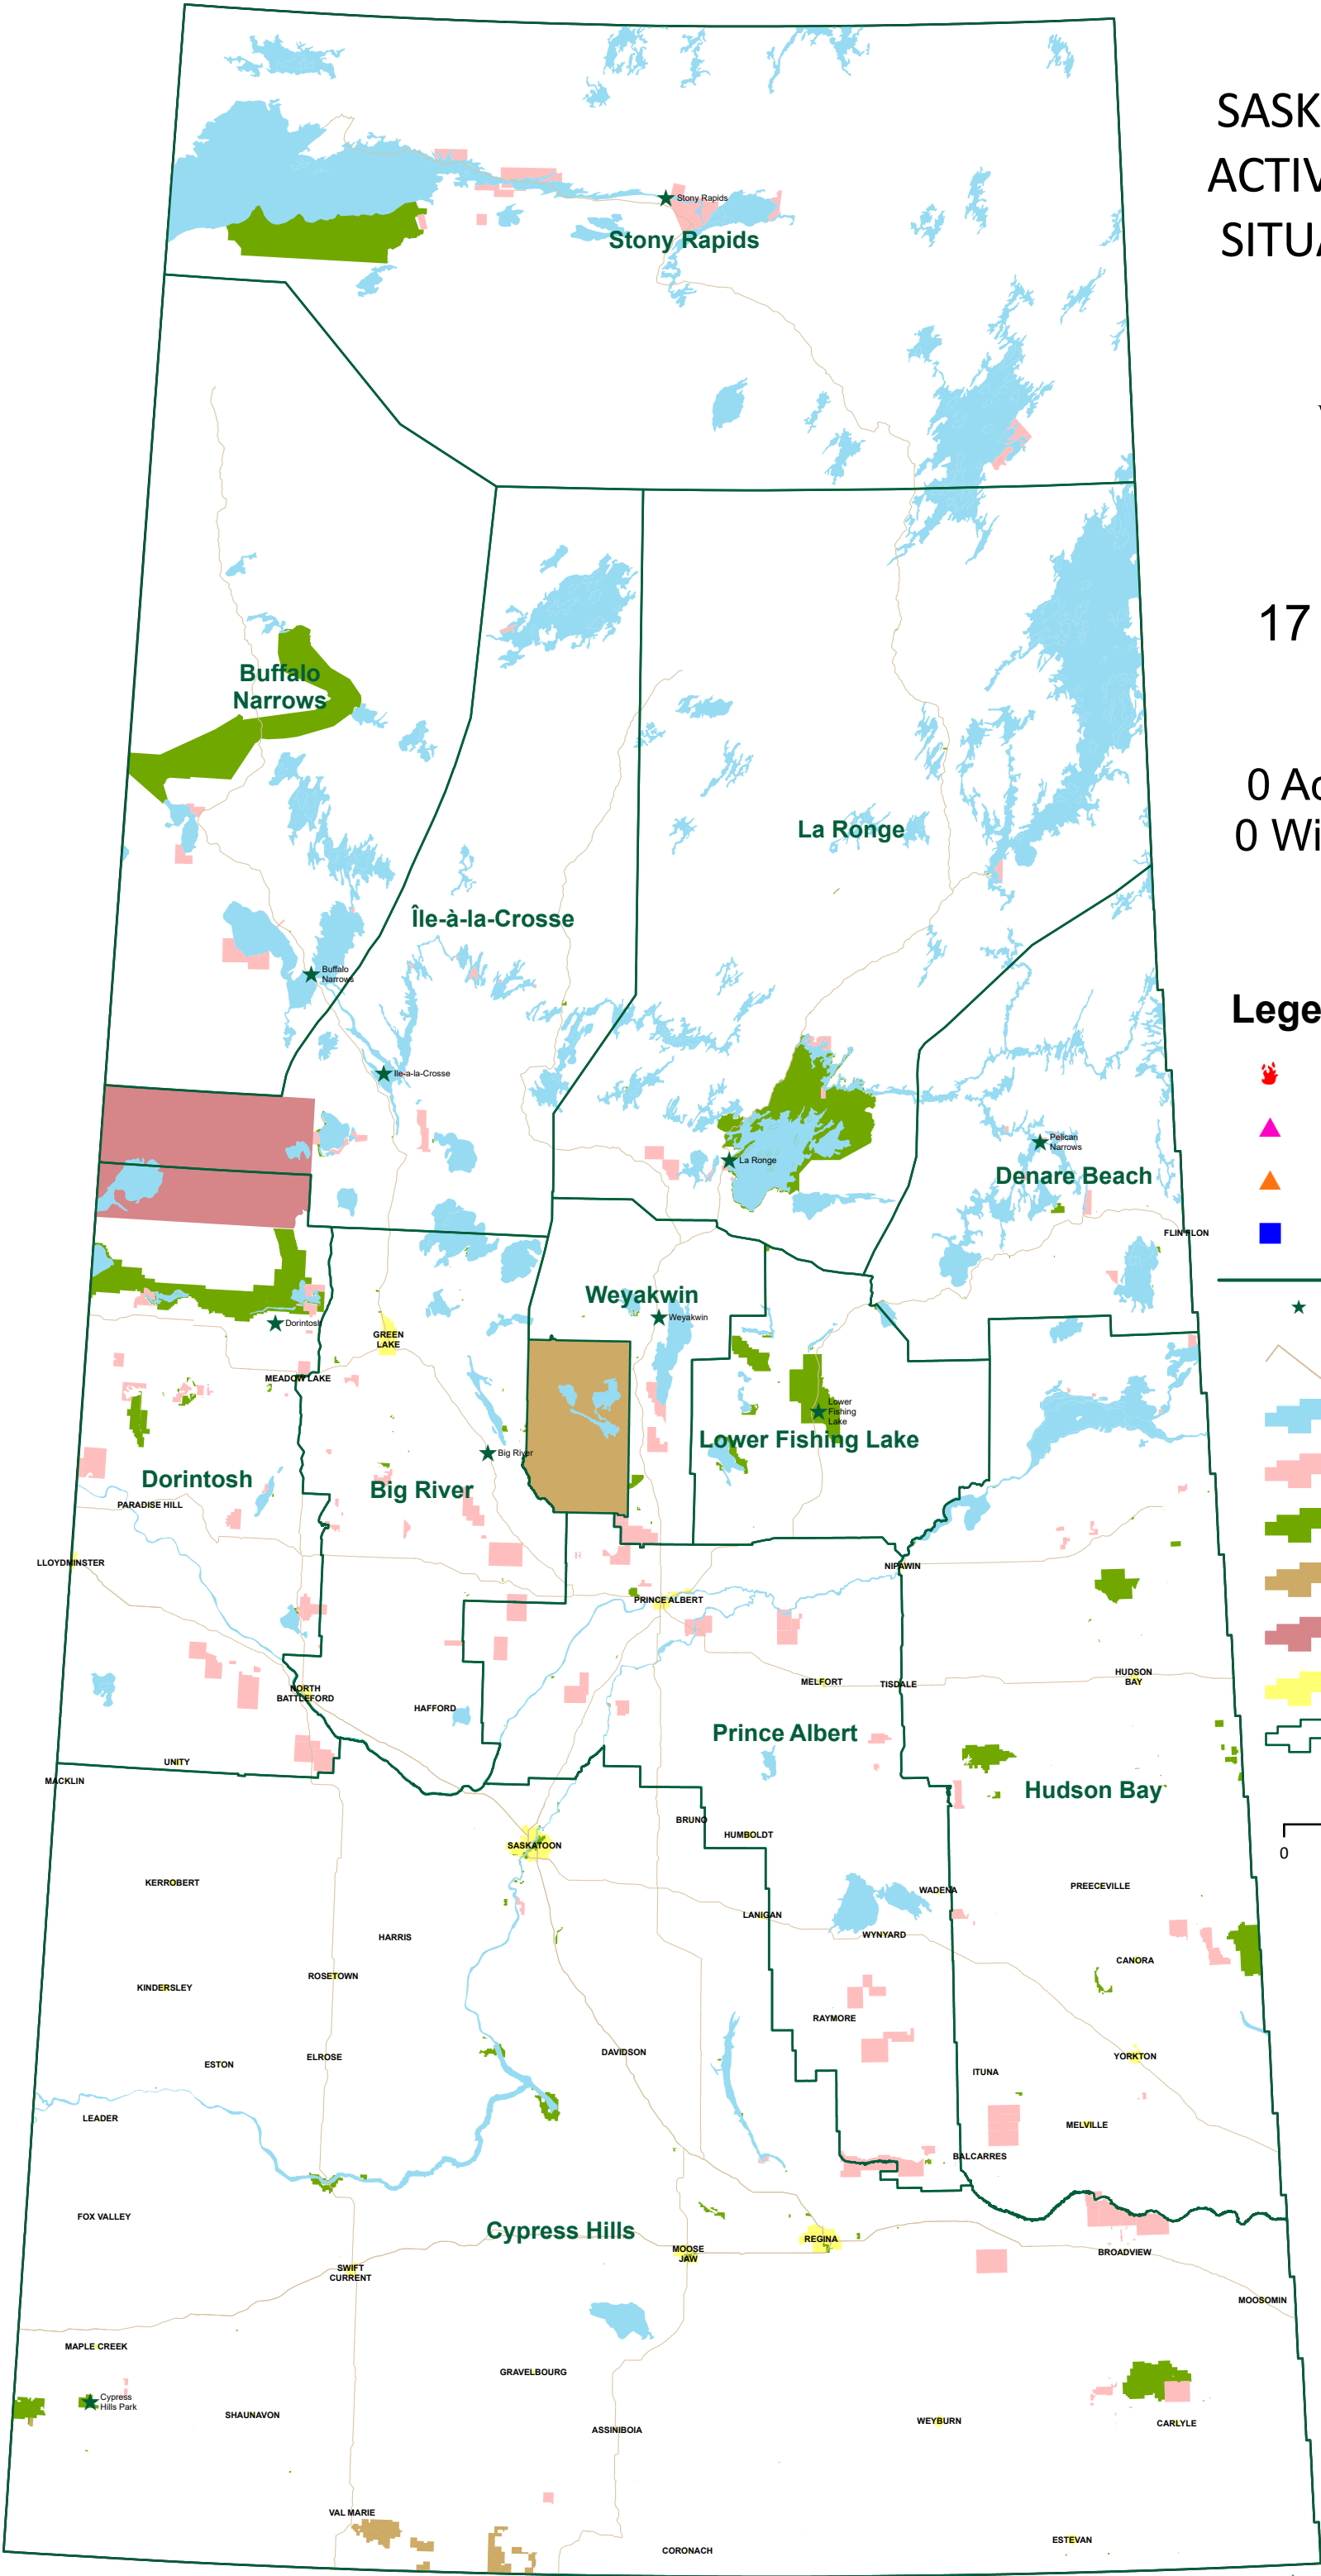 SASK
ACTIV
SITUA
17
0 Ac
0 Wi
Lege
0
Stony Rapids
Stony Rapids
Buffalo
Narrows
La Ronge
Île-à-la-Crosse
Buffalo
Narrows
Ile-a-la-Crosse
Pelican
Narrows
La Ronge
Denare Beach
FLIN FLON
Weyakwin
Weyakwin
Dorintosh
GREEN
LAKE
MEADOW LAKE
Lower
Fishing
Lake
Lower Fishing Lake
Big River
Dorintosh
Big River
PARADISE HILL
LLOYDMINSTER
NIPAWIN
PRINCE ALBERT
HUDSON
BAY
MELFORT
TISDALE
NORTH
BATTLEFORD
HAFFORD
Prince Albert
UNITY
MACKLIN
Hudson Bay
BRUNO
HUMBOLDT
SASKATOON
KERROBERT
PREECEVILLE
WADENA
LANIGAN
WYNYARD
HARRIS
CANORA
ROSETOWN
KINDERSLEY
RAYMORE
DAVIDSON
YORKTON
ELROSE
ESTON
ITUNA
LEADER
MELVILLE
BALCARRES
FOX VALLEY
Cypress Hills
REGINA
MOOSE
JAW
BROADVIEW
SWIFT
CURRENT
MOOSOMIN
MAPLE CREEK
GRAVELBOURG
Cypress
Hills Park
SHAUNAVON
WEYBURN
CARLYLE
ASSINIBOIA
VAL MARIE
ESTEVAN
CORONACH